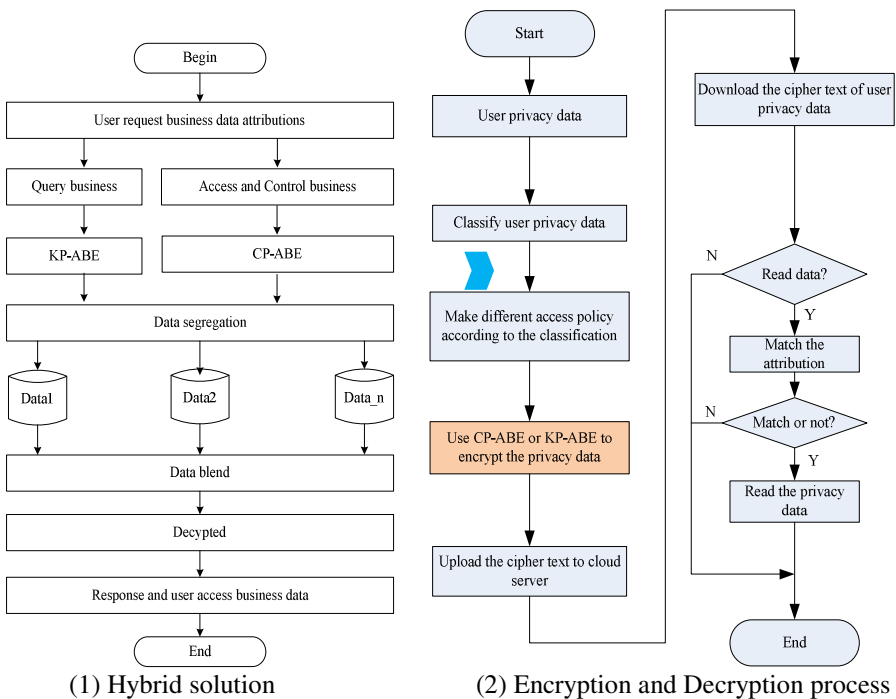 Begin
User request business data attributions
Query business
Access and Control business
KP-ABE
CP-ABE
Data segregation
Data1
Data2
Data_n
Data blend
Decypted
Response and user access business data
End
(1) Hybrid solution
Start
User privacy data
Classify user privacy data
Make different access policy
according to the classification
Use CP-ABE or KP-ABE to
encrypt the privacy data
Upload the cipher text to cloud
server
Download the cipher text of user
privacy data
Read data?
N
Y
Match the
attribution
Match or not?
N
Y
Read the privacy
data
End
(2) Encryption and Decryption process